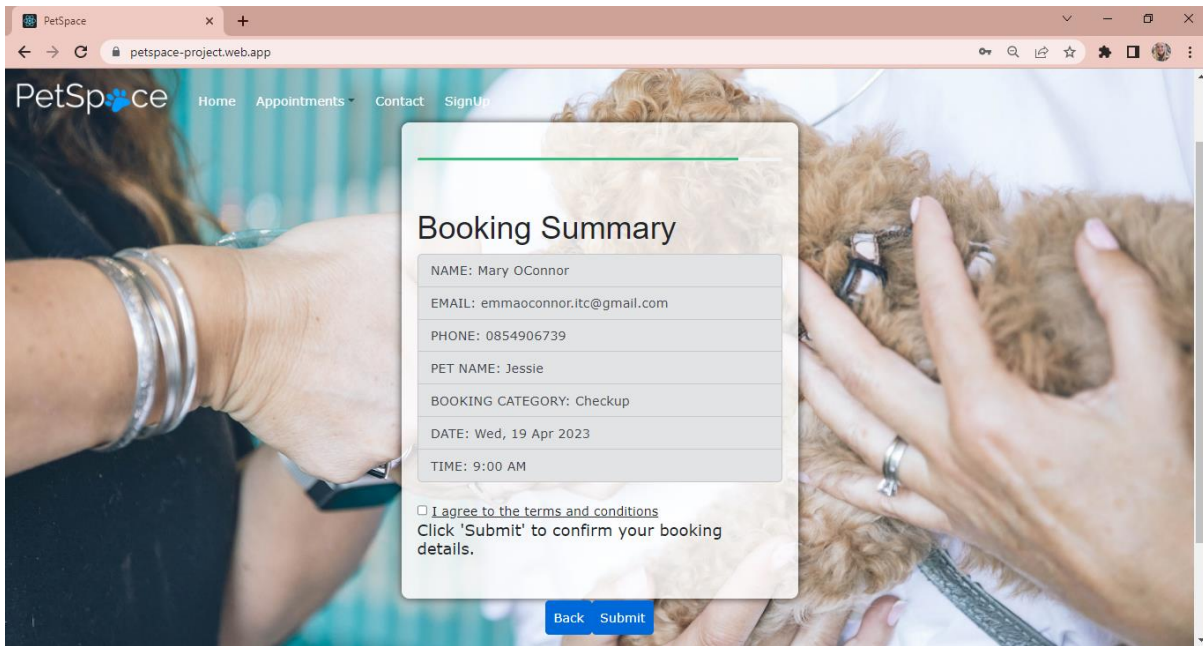 PetSpace
petspace-project.web.app
PetSpace Home Appointments Contact SignUp
Booking Summary
NAME: Mary OConnor
EMAIL: emmaoconnor.itc@gmail.com
PHONE: 0854906739
PET NAME: Jessie
BOOKING CATEGORY: Checkup
DATE: Wed, 19 Apr 2023
TIME: 9:00 AM
I agree to the terms and conditions
Click 'Submit' to confirm your booking
details.
Back Submit